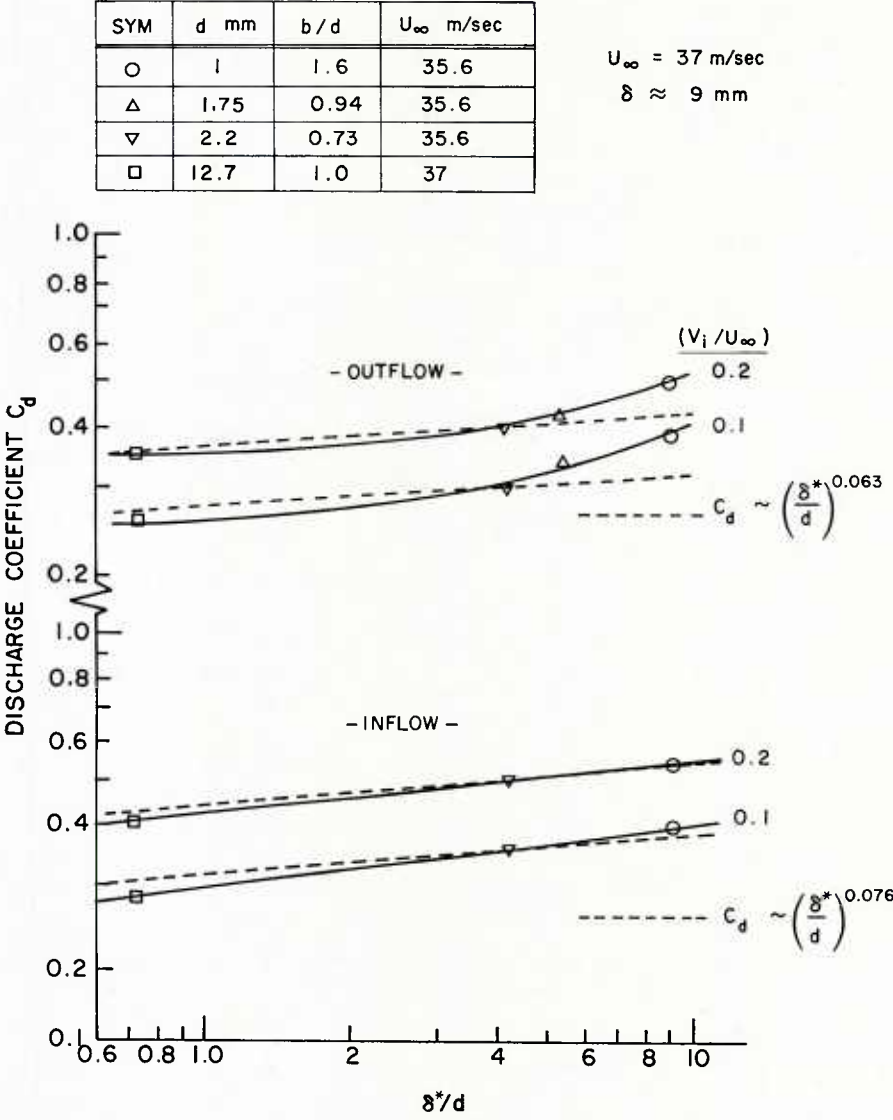 SYM d mm b/d U∞ m/sec
○ 1 1.6 35.6
△ 1.75 0.94 35.6
▽ 2.2 0.73 35.6
□ 12.7 1.0 37
U∞ = 37 m/sec
δ ≈ 9 mm
DISCHARGE COEFFICIENT Cd
1.0
0.8
0.6
0.4
0.2
- OUTFLOW -
(Vi/U∞)
0.2
0.1
Cd ~ (δ*/d)^0.063
1.0
0.8
0.6
0.4
0.2
0.1
- INFLOW -
0.2
0.1
Cd ~ (δ*/d)^0.076
0.6 0.8 1.0 2 4 6 8 10
δ*/d